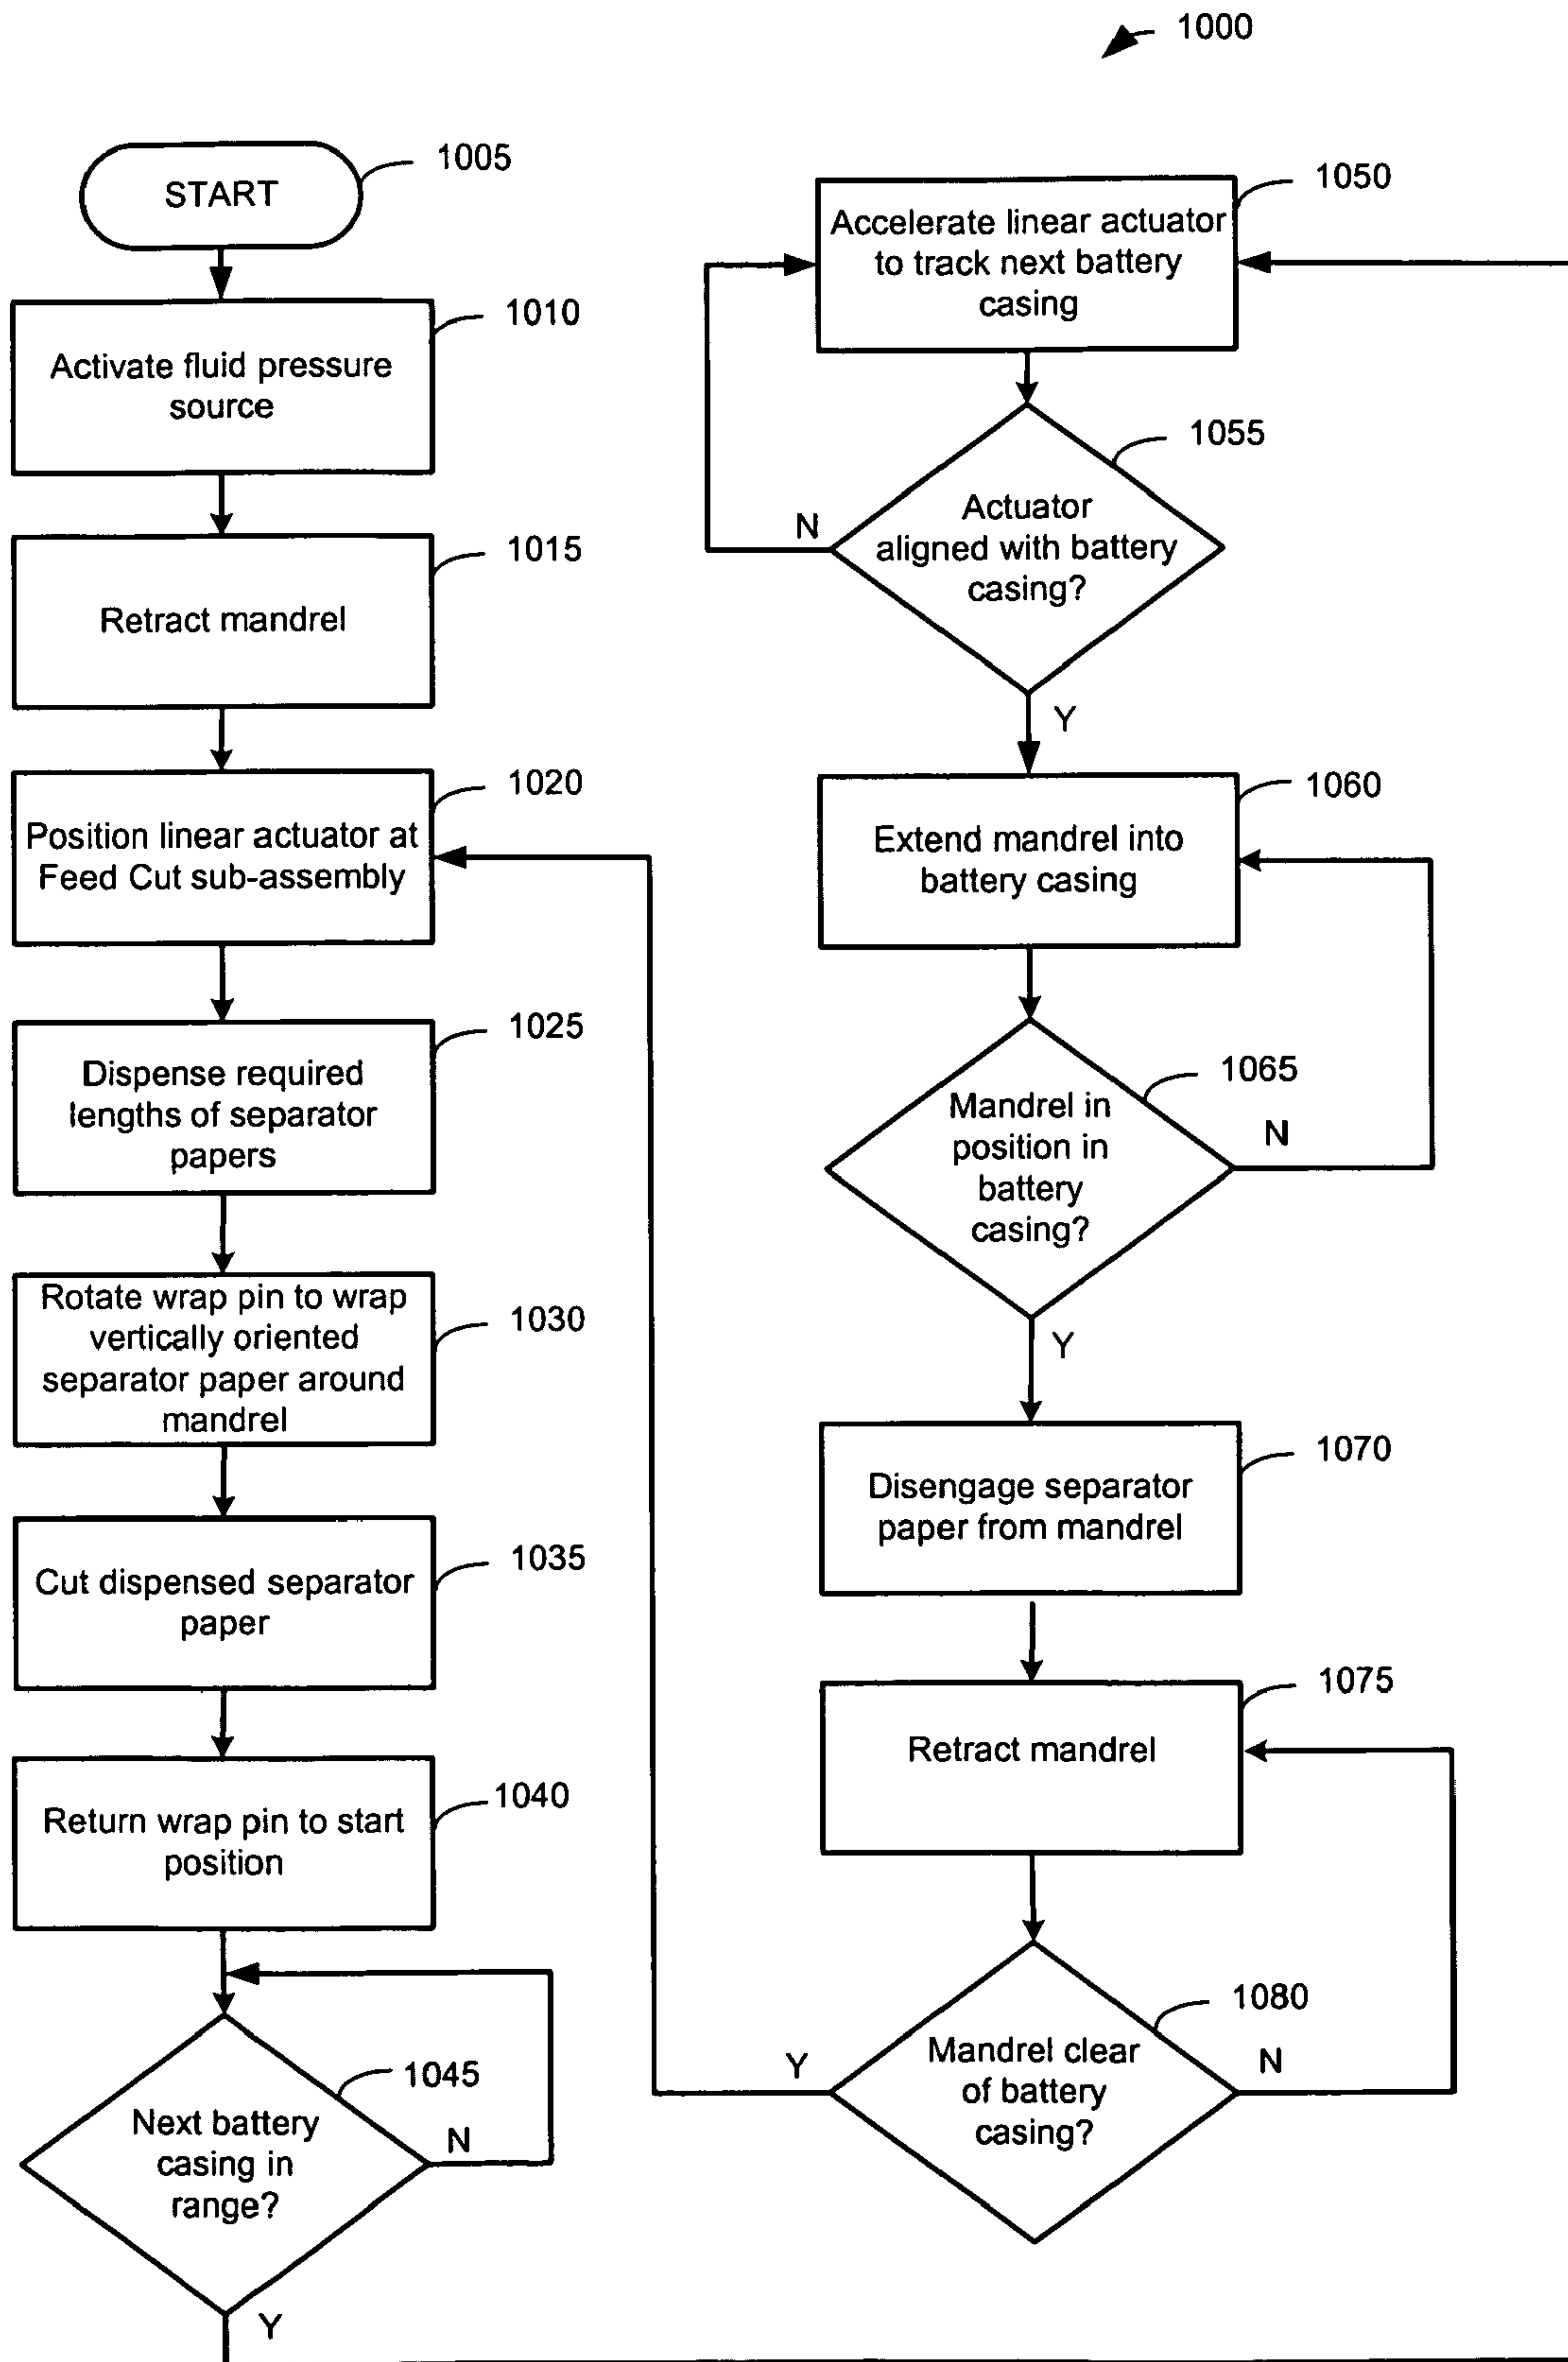 1000
START
1005
Activate fluid pressure
source
1010
Retract mandrel
1015
Position linear actuator at
Feed Cut sub-assembly
1020
Dispense required
lengths of separator
papers
1025
Rotate wrap pin to wrap
vertically oriented
separator paper around
mandrel
1030
Cut dispensed separator
paper
1035
Return wrap pin to start
position
1040
Next battery
casing in
range?
1045
N
Y
Accelerate linear actuator
to track next battery
casing
1050
Actuator
aligned with battery
casing?
1055
N
Y
Extend mandrel into
battery casing
1060
Mandrel in
position in
battery
casing?
1065
N
Y
Disengage separator
paper from mandrel
1070
Retract mandrel
1075
Mandrel clear
of battery
casing?
1080
Y
N